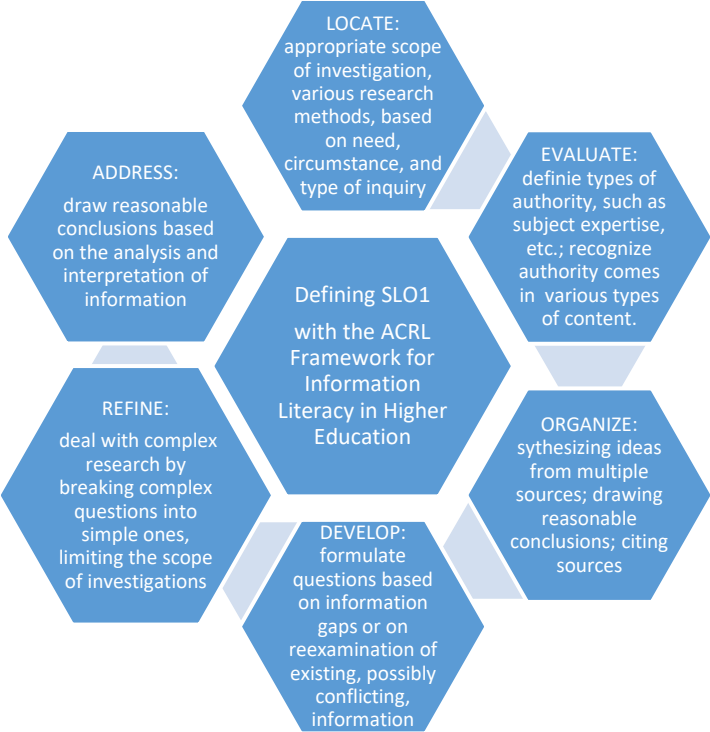 LOCATE:
appropriate scope
of investigation,
various research
methods, based
on need,
circumstance, and
type of inquiry
EVALUATE:
definie types of
authority, such as
subject expertise,
etc.; recognize
authority comes
in various types
of content.
ORGANIZE:
sythesizing ideas
from multiple
sources; drawing
reasonable
conclusions; citing
sources
DEVELOP:
formulate
questions based
on information
gaps or on
reexamination of
existing, possibly
conflicting,
information
REFINE:
deal with complex
research by
breaking complex
questions into
simple ones,
limiting the scope
of investigations
ADDRESS:
draw reasonable
conclusions based
on the analysis and
interpretation of
information
Defining SLO1
with the ACRL
Framework for
Information
Literacy in Higher
Education